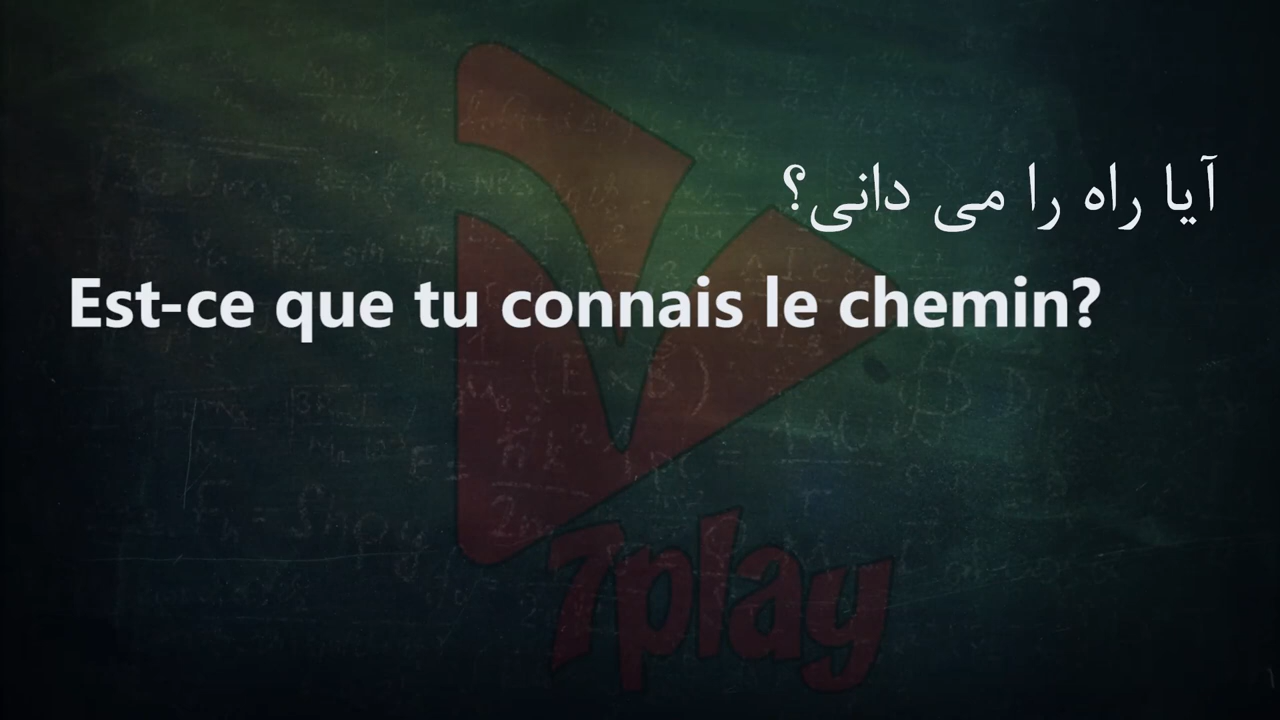 آیا راه را می دانی؟
Est-ce que tu connais le chemin?
7play